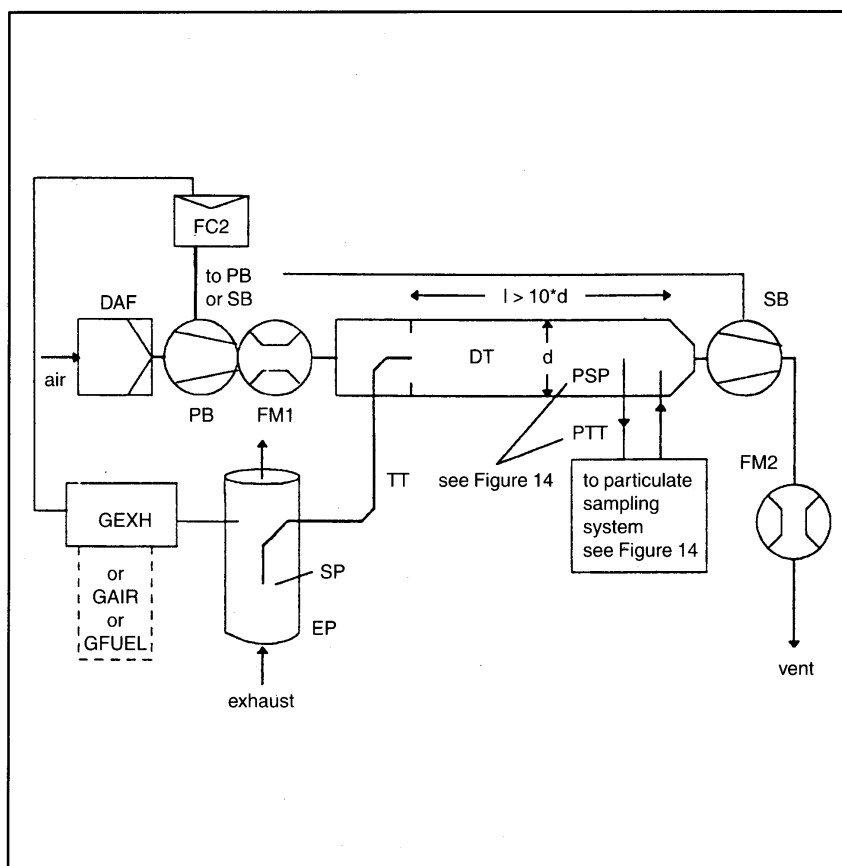 FC2
to PB
or SB
DAF
l > 10*d
SB
air
DT
d
PSP
PB
FM1
PTT
see Figure 14
TT
FM2
to particulate
sampling
system
see Figure 14
GEXH
or
GAIR
or
GFUEL
SP
EP
exhaust
vent